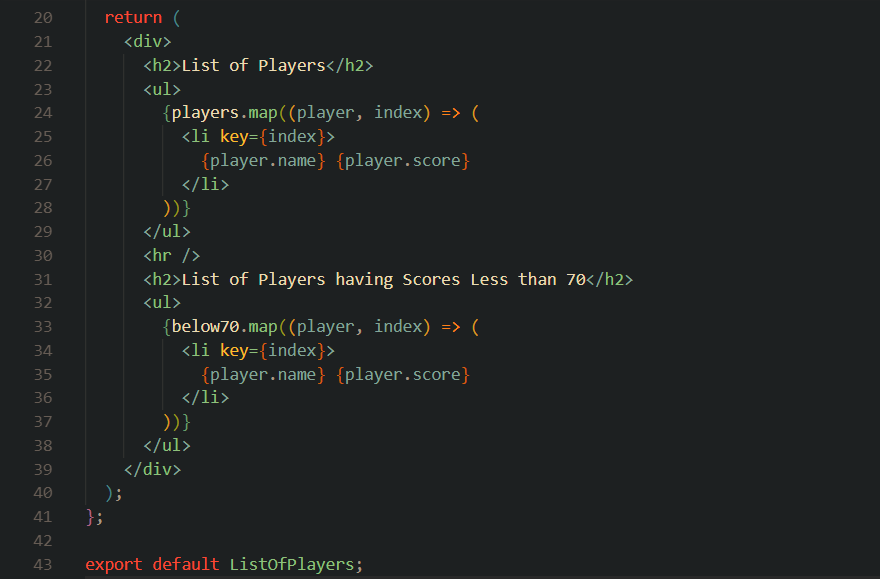 20 return (
21 <div>
22 <h2>List of Players</h2>
23 <ul>
24 {players.map((player, index) => (
25 <li key={index}>
26 {player.name} {player.score}
27 </li>
28 ))}
29 </ul>
30 <hr />
31 <h2>List of Players having Scores Less than 70</h2>
32 <ul>
33 {below70.map((player, index) => (
34 <li key={index}>
35 {player.name} {player.score}
36 </li>
37 ))}
38 </ul>
39 </div>
40 );
41 };
42
43 export default ListOfPlayers;